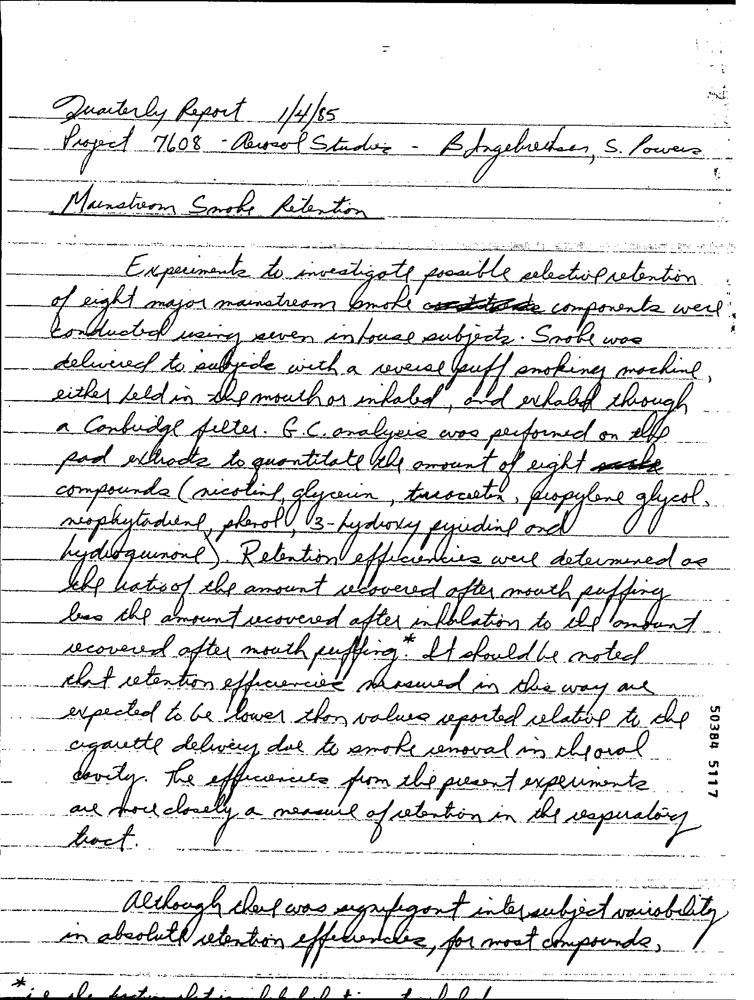 Quarterly Report 1/4/85
Project 7608 - Aerosol Studies - B Ingebrethsen, S. Powers
Mainstream Smoke Retention
Experiments to investigate possible selective retention
of eight major mainstream smoke components were
conducted using seven inhouse subjects. Smoke was
delivered to subjects with a reverse puff smoking machine,
either held in the mouth or inhaled, and exhaled through
a Cambridge filter. G.C. analysis was performed on the
pad extracts to quantitate the amount of eight
compounds (nicotine, glycerin, triacetin, propylene glycol,
neophytadiene, phenol, 3-hydroxy pyridine and
hydroquinone). Retention efficiencies were determined as
the ratio of the amount recovered after mouth puffing
less the amount recovered after inhalation to the amount
recovered after mouth puffing.* It should be noted
that retention efficiencies measured in this way are
expected to be lower than values reported relative to the
cigarette delivery due to smoke removal in the oral
cavity. The efficiencies from the present experiments
are more closely a measure of retention in the respiratory
tract.
Although there was signifigant intersubject variability
in absolute retention efficiencies, for most compounds,
50384 5117